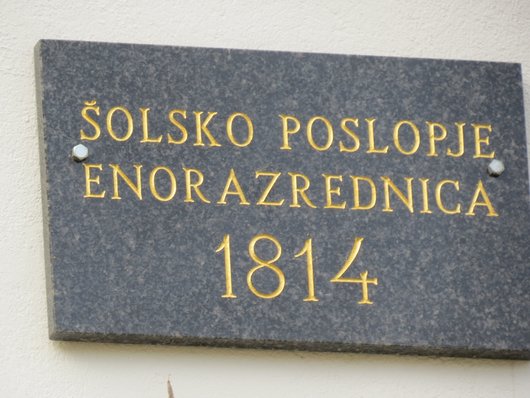 ŠOLSKO POSLOPJE
ENORAZREDNICA
1814